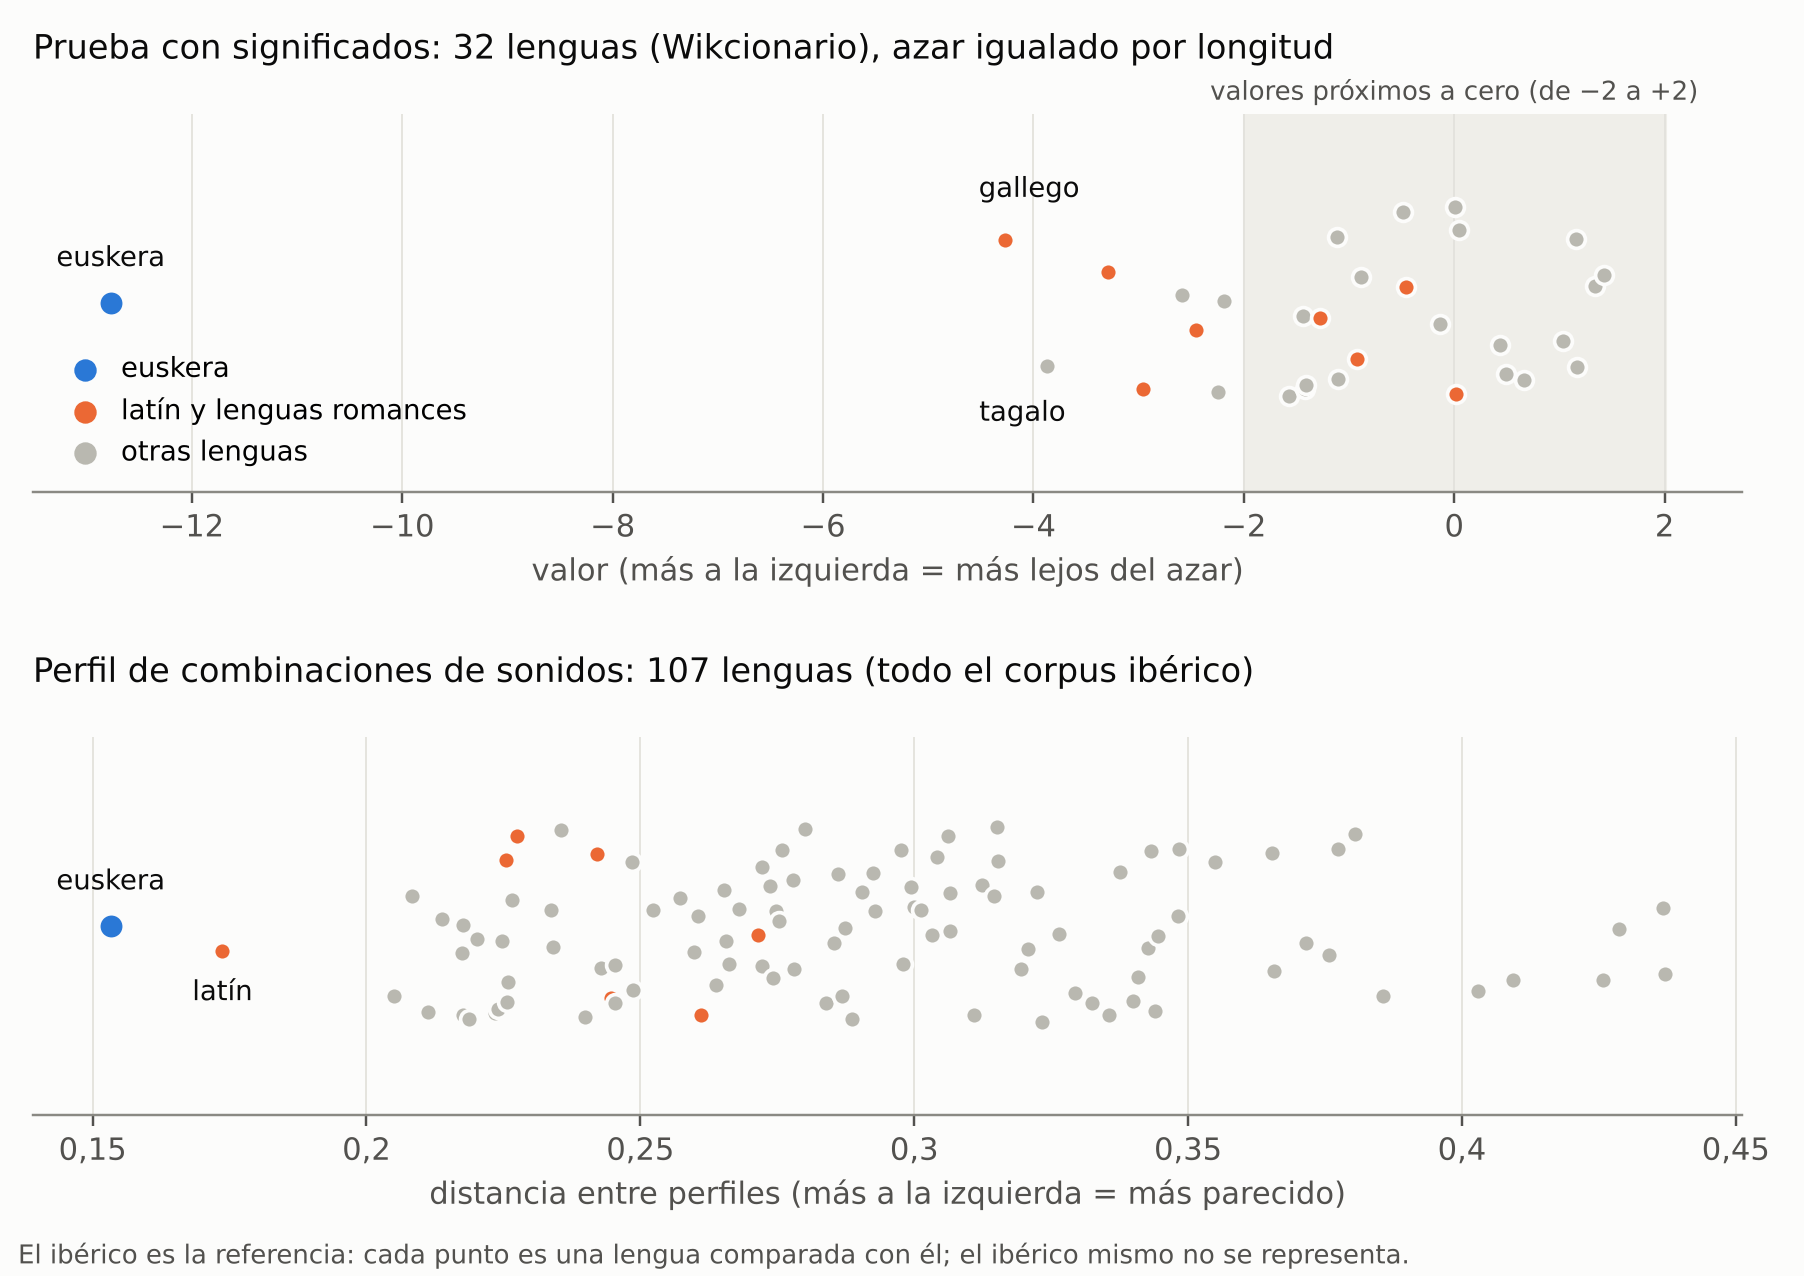 Prueba con significados: 32 lenguas (Wikcionario), azar igualado por longitud
valores próximos a cero (de −2 a +2)
gallego
euskera
euskera
latín y lenguas romances
otras lenguas
tagalo
−12 −10 −8 −6 −4 −2 0 2
valor (más a la izquierda = más lejos del azar)
Perfil de combinaciones de sonidos: 107 lenguas (todo el corpus ibérico)
euskera
latín
0,15 0,2 0,25 0,3 0,35 0,4 0,45
distancia entre perfiles (más a la izquierda = más parecido)
El ibérico es la referencia: cada punto es una lengua comparada con él; el ibérico mismo no se representa.